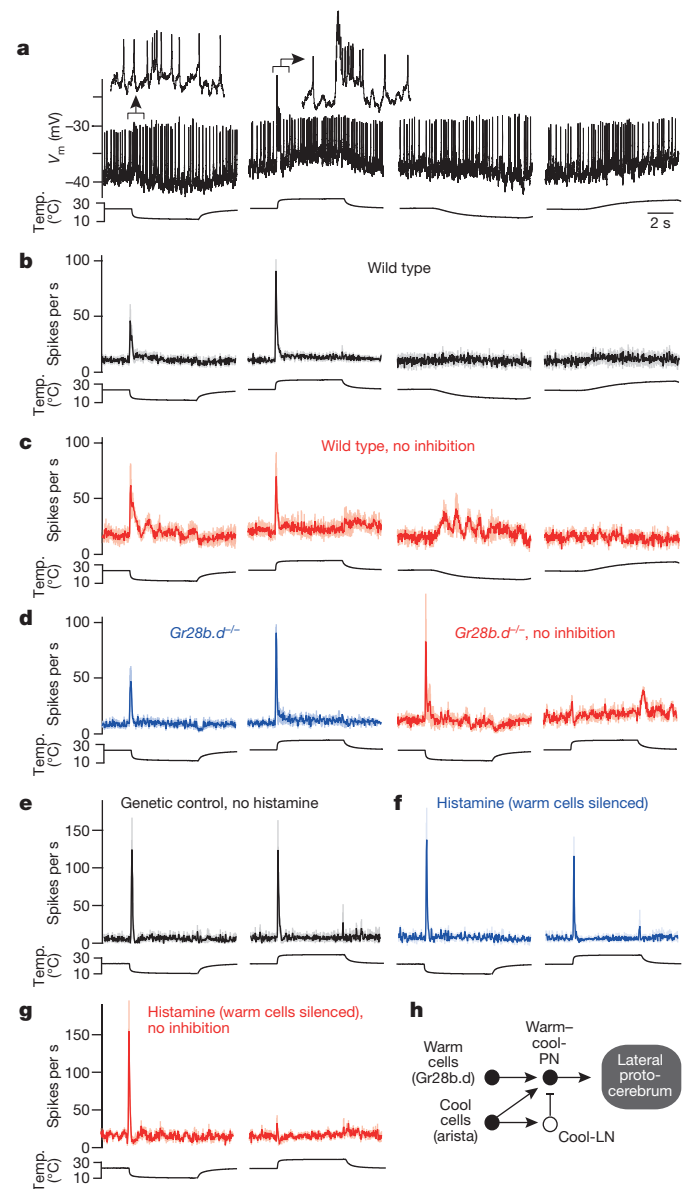 a
Vm (mV)
−30
−40
Temp. (°C)
30
10
2 s
b
Wild type
Spikes per s
100
50
0
Temp. (°C)
30
10
c
Wild type, no inhibition
Spikes per s
100
50
0
Temp. (°C)
30
10
d
Gr28b.d−/−
Gr28b.d−/−, no inhibition
Spikes per s
100
50
0
Temp. (°C)
30
10
e
Genetic control, no histamine
Spikes per s
150
100
50
0
Temp. (°C)
30
10
f
Histamine (warm cells silenced)
g
Histamine (warm cells silenced),
no inhibition
Spikes per s
150
100
50
0
Temp. (°C)
30
10
h
Warm
cells
(Gr28b.d)
Warm–
cool-
PN
Lateral
proto-
cerebrum
Cool
cells
(arista)
Cool-LN